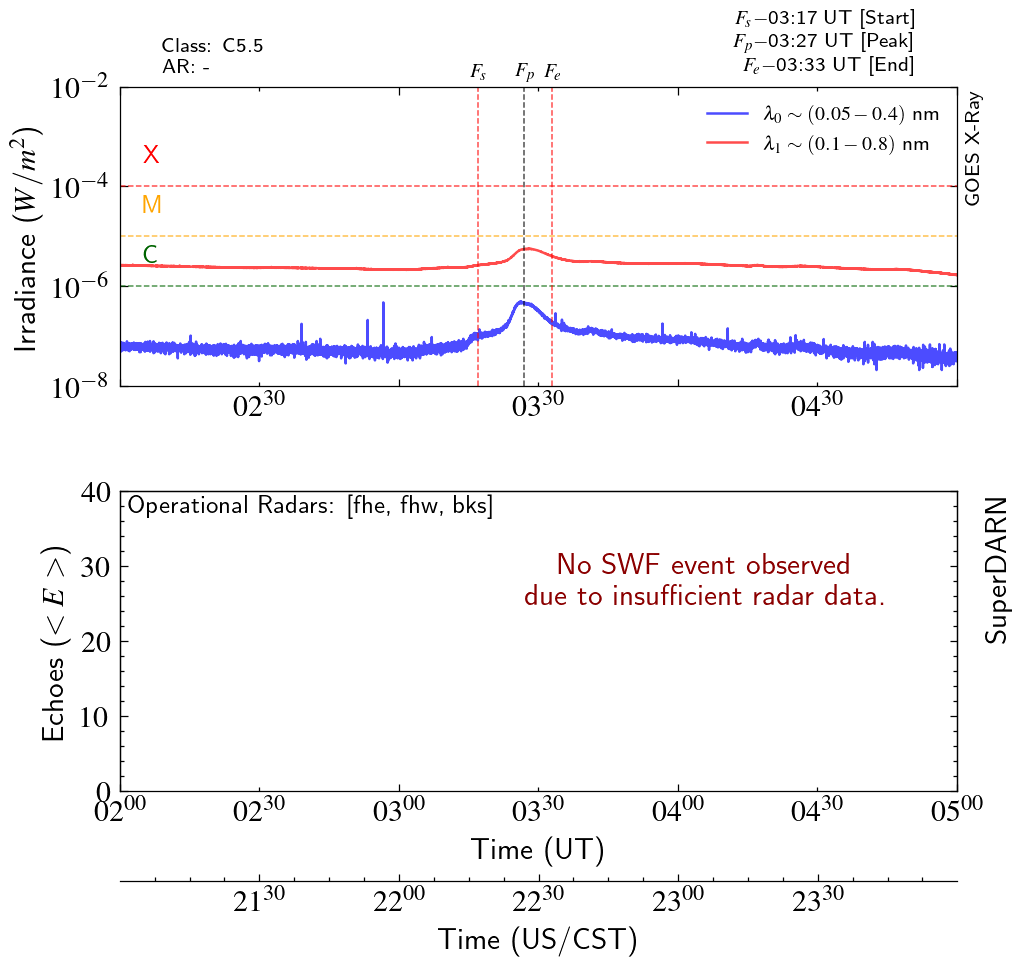 F_s−03:17 UT [Start]
Class: C5.5
F_p−03:27 UT [Peak]
AR: -
F_e−03:33 UT [End]
F_s F_p F_e
10^−2
λ_0 ∼ (0.05 − 0.4) nm
λ_1 ∼ (0.1 − 0.8) nm
X
10^−4
M
C
10^−6
10^−8
Irradiance (W/m^2)
GOES X-Ray
02^30 03^30 04^30
40
Operational Radars: [fhe, fhw, bks]
No SWF event observed
due to insufficient radar data.
30
20
10
0
Echoes (< E >)
SuperDARN
02^00 02^30 03^00 03^30 04^00 04^30 05^00
Time (UT)
21^30 22^00 22^30 23^00 23^30
Time (US/CST)